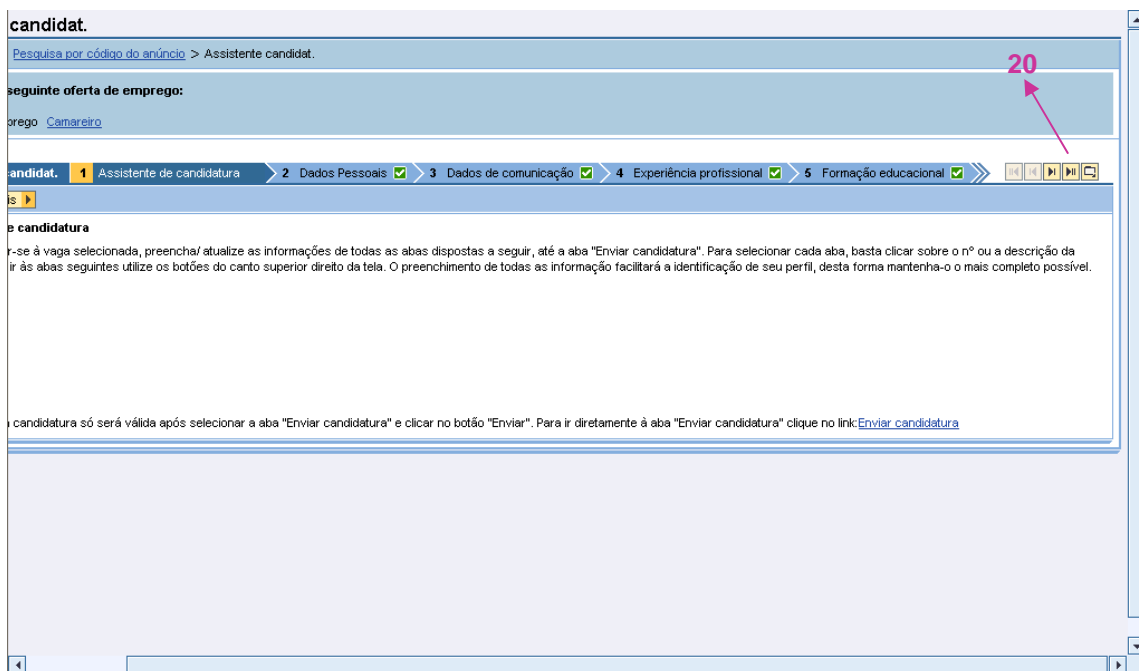 candidat.
Pesquisa por código do anúncio > Assistente candidat.
20
seguinte oferta de emprego:
prego Camareiro
andidat. 1 Assistente de candidatura 2 Dados Pessoais 3 Dados de comunicação 4 Experiência profissional 5 Formação educacional
is
e candidatura
r-se à vaga selecionada, preencha/ atualize as informações de todas as abas dispostas a seguir, até a aba "Enviar candidatura". Para selecionar cada aba, basta clicar sobre o nº ou a descrição da
ir às abas seguintes utilize os botões do canto superior direito da tela. O preenchimento de todas as informação facilitará a identificação de seu perfil, desta forma mantenha-o o mais completo possível.
candidatura só será válida após selecionar a aba "Enviar candidatura" e clicar no botão "Enviar". Para ir diretamente à aba "Enviar candidatura" clique no link:Enviar candidatura